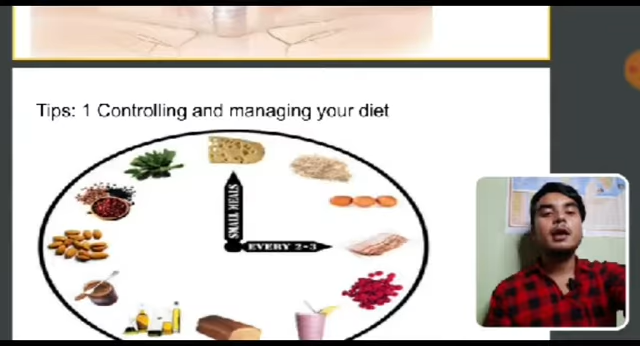 Tips: 1 Controlling and managing your diet
SMALL MEALS
EVERY 2-3